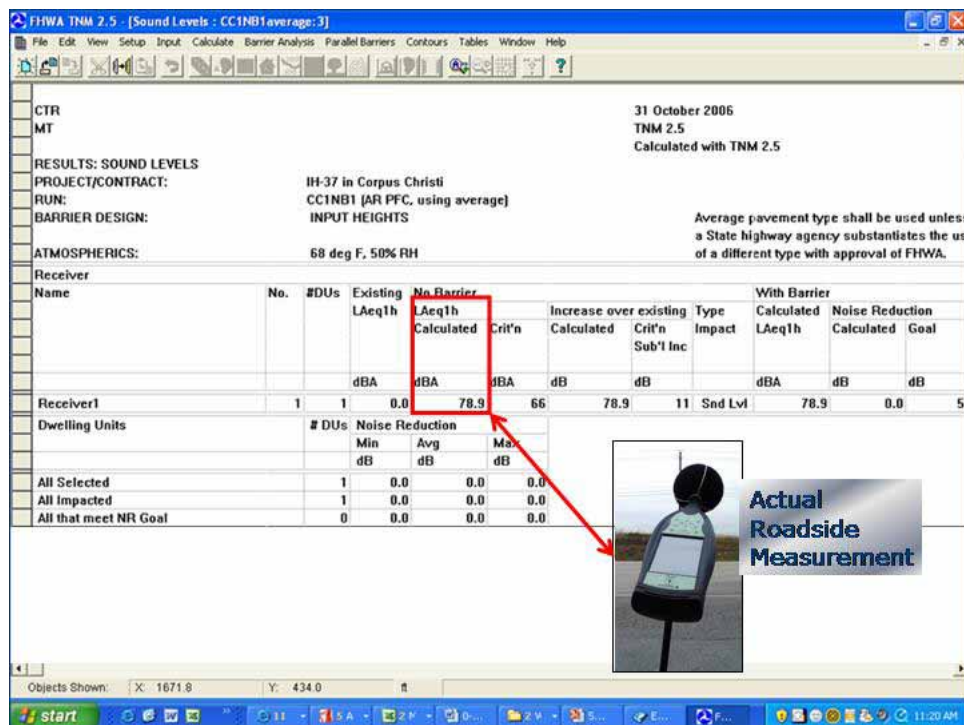 FHWA TNM 2.5 - [Sound Levels : CC1NB1average:3]
File Edit View Setup Input Calculate Barrier Analysis Parallel Barriers Contours Tables Window Help
CTR 31 October 2006
MT TNM 2.5
Calculated with TNM 2.5
RESULTS: SOUND LEVELS
PROJECT/CONTRACT: IH-37 in Corpus Christi
RUN: CC1NB1 (AR PFC, using average)
BARRIER DESIGN: INPUT HEIGHTS Average pavement type shall be used unless
a State highway agency substantiates the us
ATMOSPHERICS: 68 deg F, 50% RH of a different type with approval of FHWA.
Receiver
Name No. #DUs Existing No Barrier With Barrier
LAeq1h LAeq1h Increase over existing Type Calculated Noise Reduction
Calculated Crit'n Calculated Crit'n Impact LAeq1h Calculated Goal
Sub'l Inc
dBA dBA dBA dB dB dBA dB dB
Receiver1 1 1 0.0 78.9 66 78.9 11 Snd Lvl 78.9 0.0 5
Dwelling Units # DUs Noise Reduction
Min Avg Max
dB dB dB
All Selected 1 0.0 0.0 0.0
All Impacted 1 0.0 0.0 0.0
All that meet NR Goal 0 0.0 0.0 0.0
Actual
Roadside
Measurement
Objects Shown: X: 1671.8 Y: 434.0 ft
start 11 5 A 2 M 0-... 2 W 5... E... F... 11:20 AM